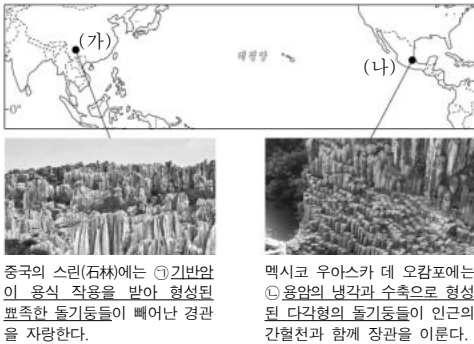 (가)
태평양
(나)
0°
중국의 스린(石林)에는 ㉠기반암
이 용식 작용을 받아 형성된
뾰족한 돌기둥들이 빼어난 경관
을 자랑한다.
멕시코 우아스카 데 오캄포에는
㉡용암의 냉각과 수축으로 형성
된 다각형의 돌기둥들이 인근의
간헐천과 함께 장관을 이룬다.